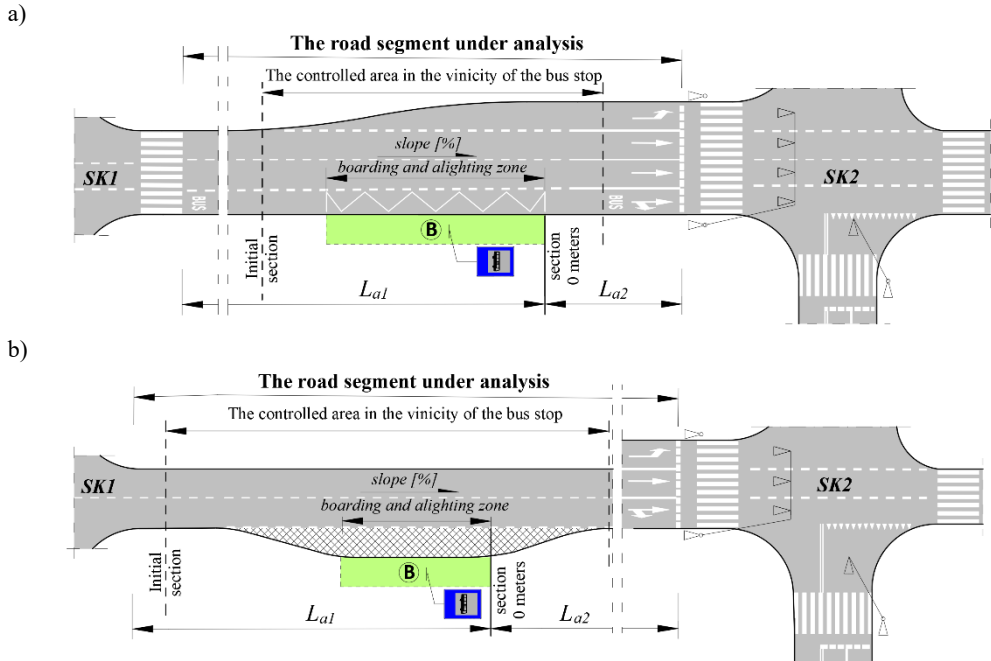 a)
The road segment under analysis
The controlled area in the vinicity of the bus stop
slope [%]
SK1
boarding and alighting zone
SK2
BUS
BUS
B
Initial
section
section
0 meters
La1
La2
b)
The road segment under analysis
The controlled area in the vinicity of the bus stop
SK1
slope [%]
SK2
boarding and alighting zone
B
Initial
section
section
0 meters
La1
La2